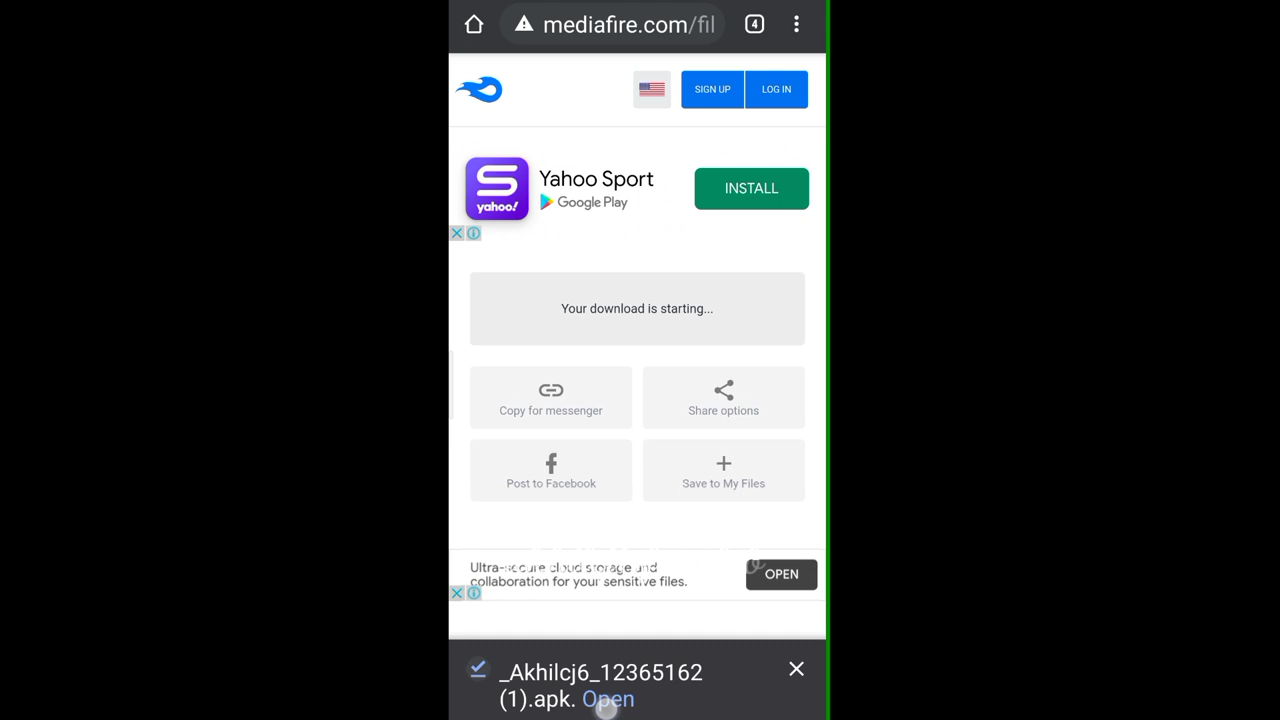 mediafire.com/fil
4
SIGN UP
LOG IN
Yahoo Sport
yahoo!
Google Play
INSTALL
Your download is starting...
Copy for messenger
Share options
Post to Facebook
Save to My Files
Ultra-secure cloud storage and
collaboration for your sensitive files.
OPEN
_Akhilcj6_12365162
(1).apk. Open